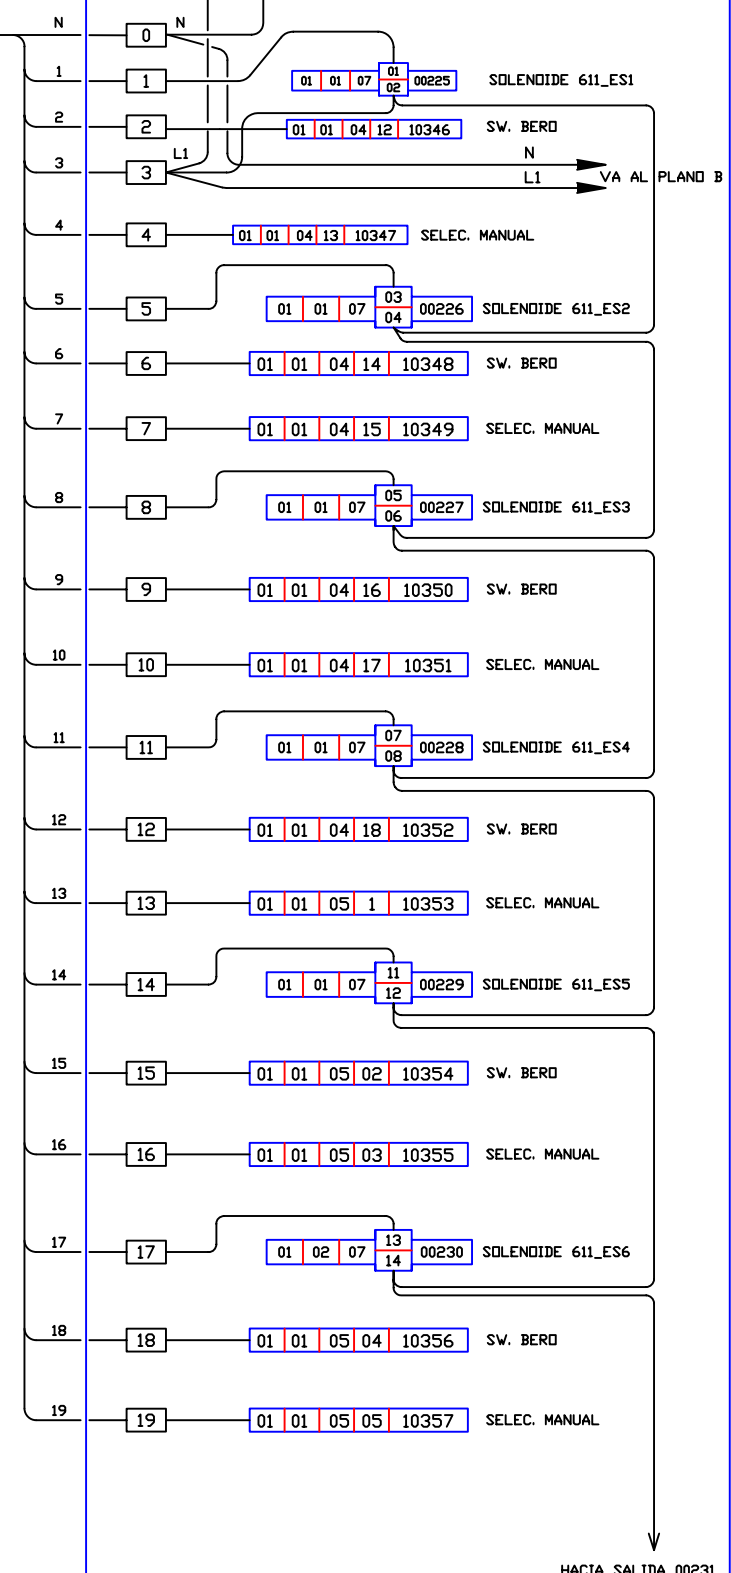 N N 0
1 1 01 01 07 01 02 00225 SOLENOIDE 611_ES1
2 2 01 01 04 12 10346 SW. BERO
3 L1 3
N
L1
VA AL PLANO B
4 4 01 01 04 13 10347 SELEC. MANUAL
5 5 01 01 07 03 04 00226 SOLENOIDE 611_ES2
6 6 01 01 04 14 10348 SW. BERO
7 7 01 01 04 15 10349 SELEC. MANUAL
8 8 01 01 07 05 06 00227 SOLENOIDE 611_ES3
9 9 01 01 04 16 10350 SW. BERO
10 10 01 01 04 17 10351 SELEC. MANUAL
11 11 01 01 07 07 08 00228 SOLENOIDE 611_ES4
12 12 01 01 04 18 10352 SW. BERO
13 13 01 01 05 1 10353 SELEC. MANUAL
14 14 01 01 07 11 12 00229 SOLENOIDE 611_ES5
15 15 01 01 05 02 10354 SW. BERO
16 16 01 01 05 03 10355 SELEC. MANUAL
17 17 01 02 07 13 14 00230 SOLENOIDE 611_ES6
18 18 01 01 05 04 10356 SW. BERO
19 19 01 01 05 05 10357 SELEC. MANUAL
HACIA SALIDA 00231